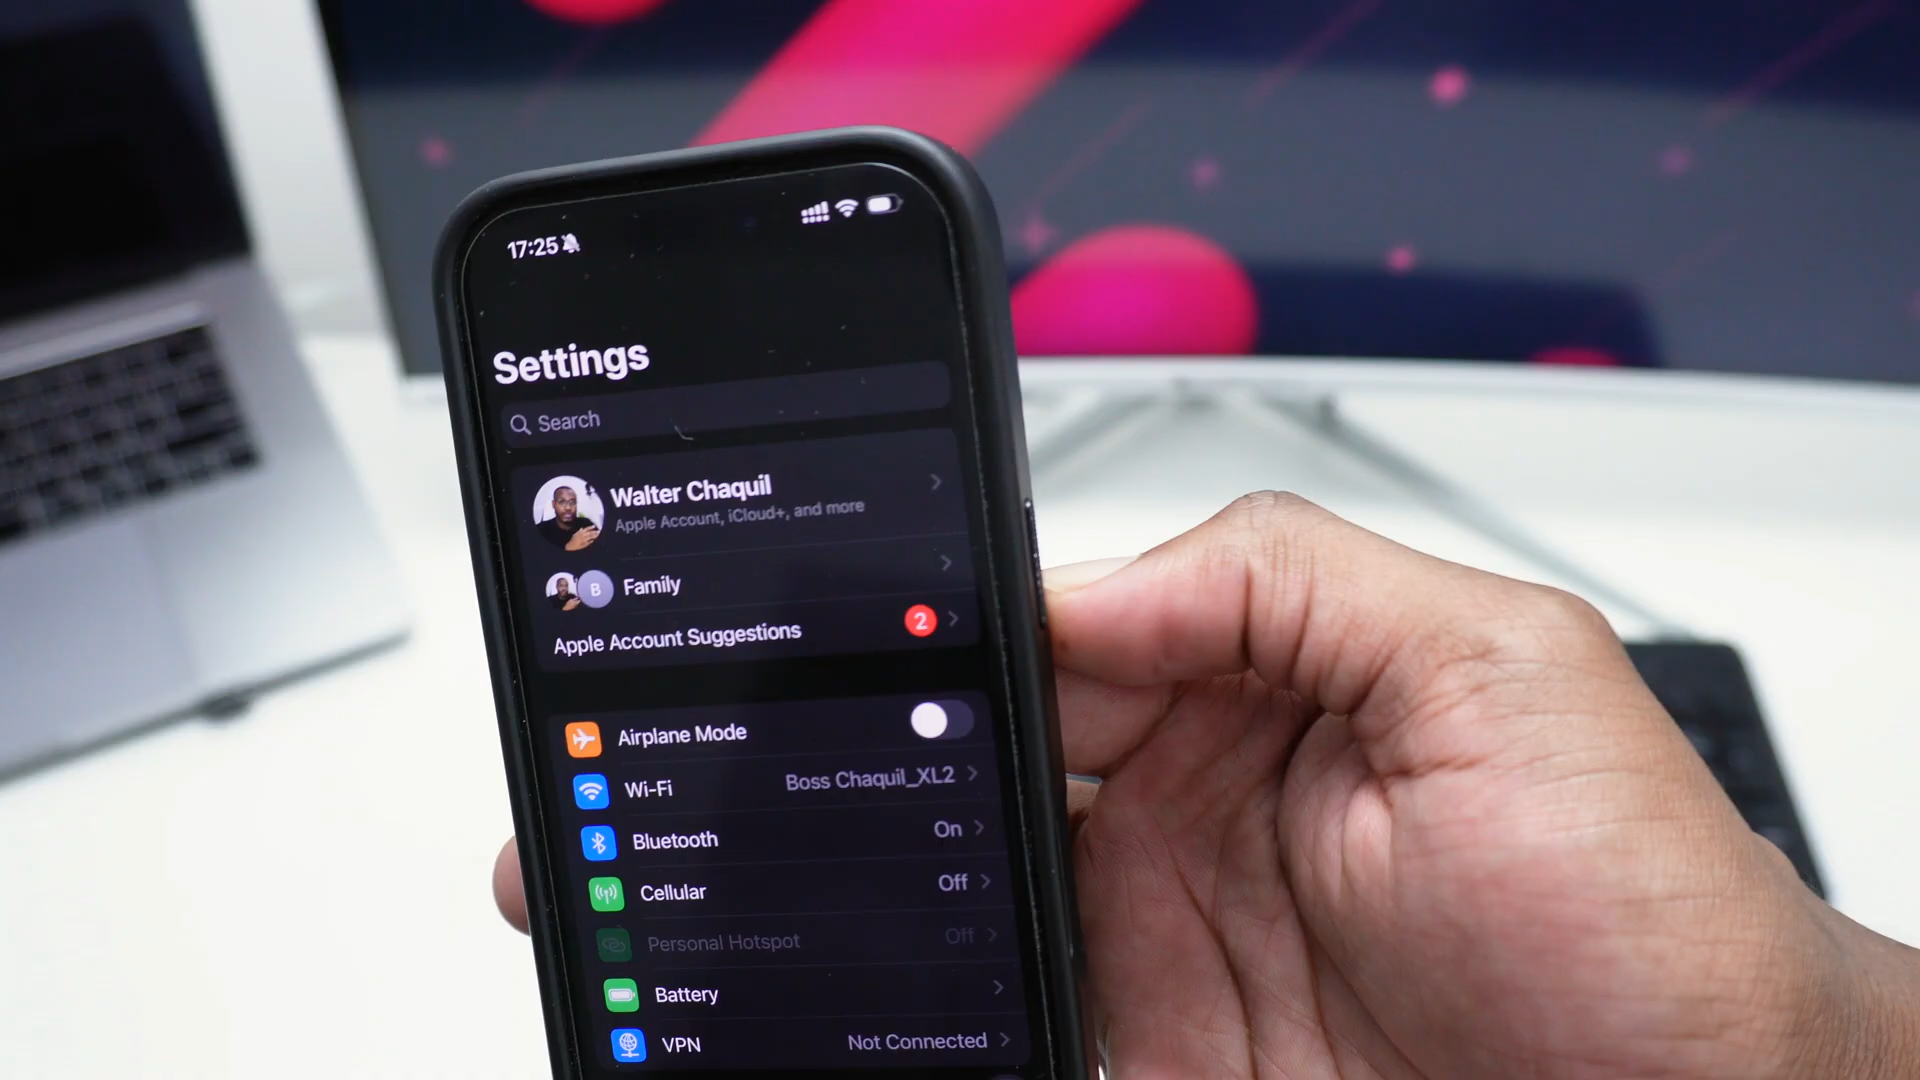 17:25
Settings
Search
Walter Chaquil
Apple Account, iCloud+, and more
B
Family
Apple Account Suggestions 2
Airplane Mode
Wi-Fi Boss Chaquil_XL2
Bluetooth On
Cellular Off
Personal Hotspot Off
Battery
VPN Not Connected